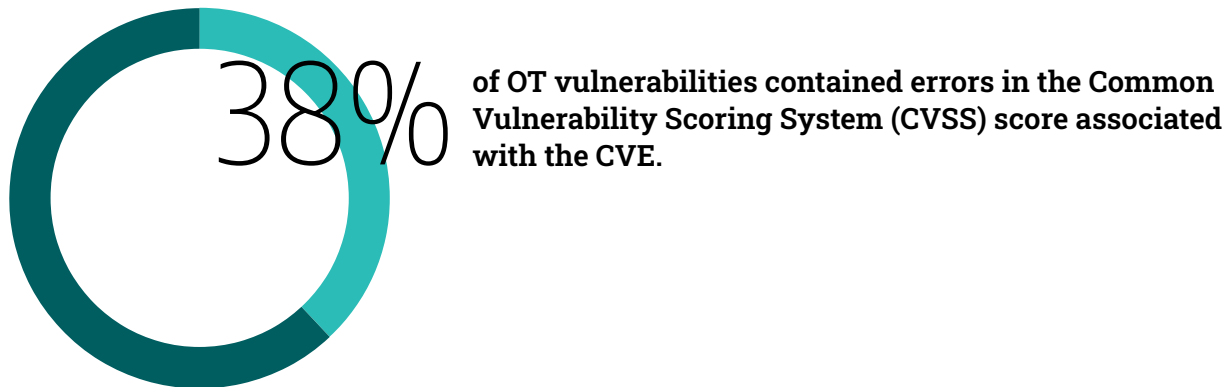 38%
of OT vulnerabilities contained errors in the Common
Vulnerability Scoring System (CVSS) score associated
with the CVE.